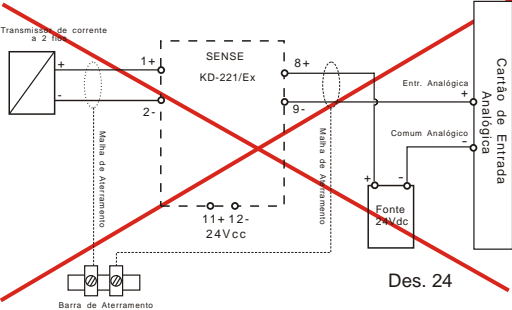 Transmissor de corrente
a 2 fios
+
-
1+
2-
SENSE
KD-221/Ex
8+
9-
11+ 12-
24Vcc
Malha de Aterramento
Malha de Aterramento
Entr. Analógica
+
Comum Analógico
-
Cartão de Entrada
Analógica
+ -
Fonte
24Vdc
Barra de Aterramento
Des. 24